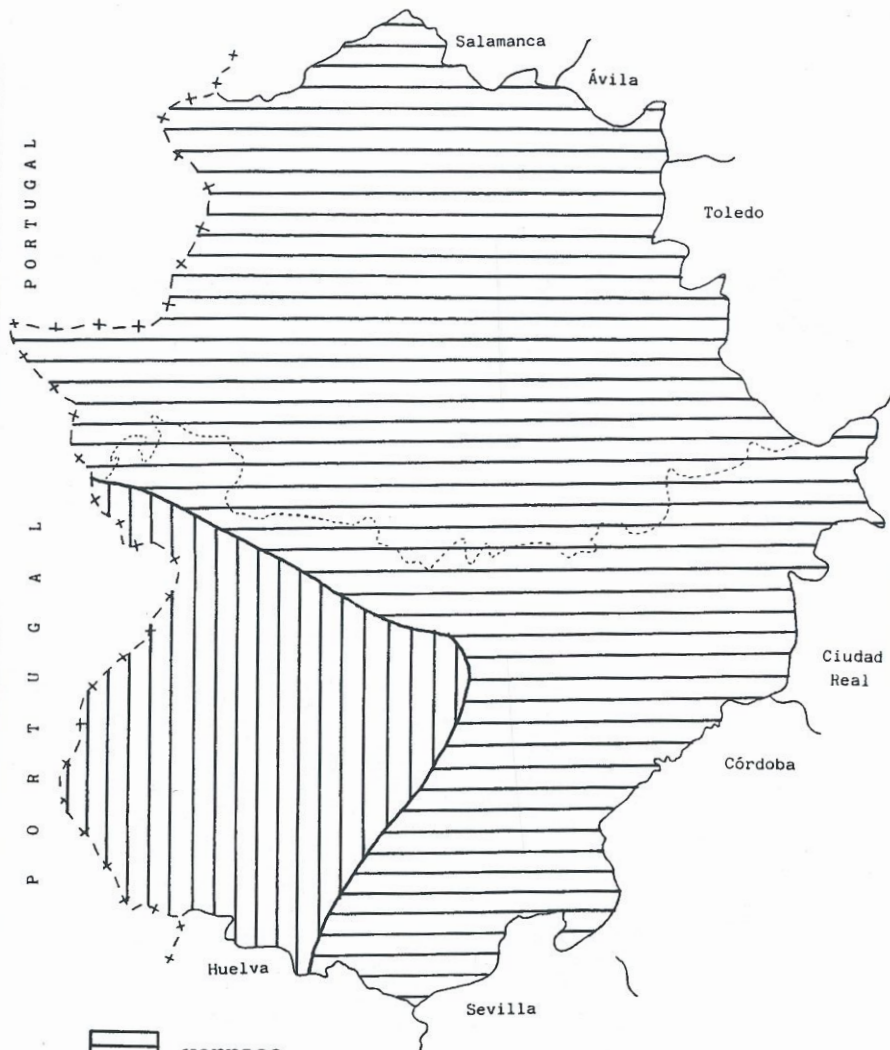 Salamanca
Ávila
PORTUGAL
Toledo
PORTUGAL
Ciudad
Real
Córdoba
Huelva
Sevilla